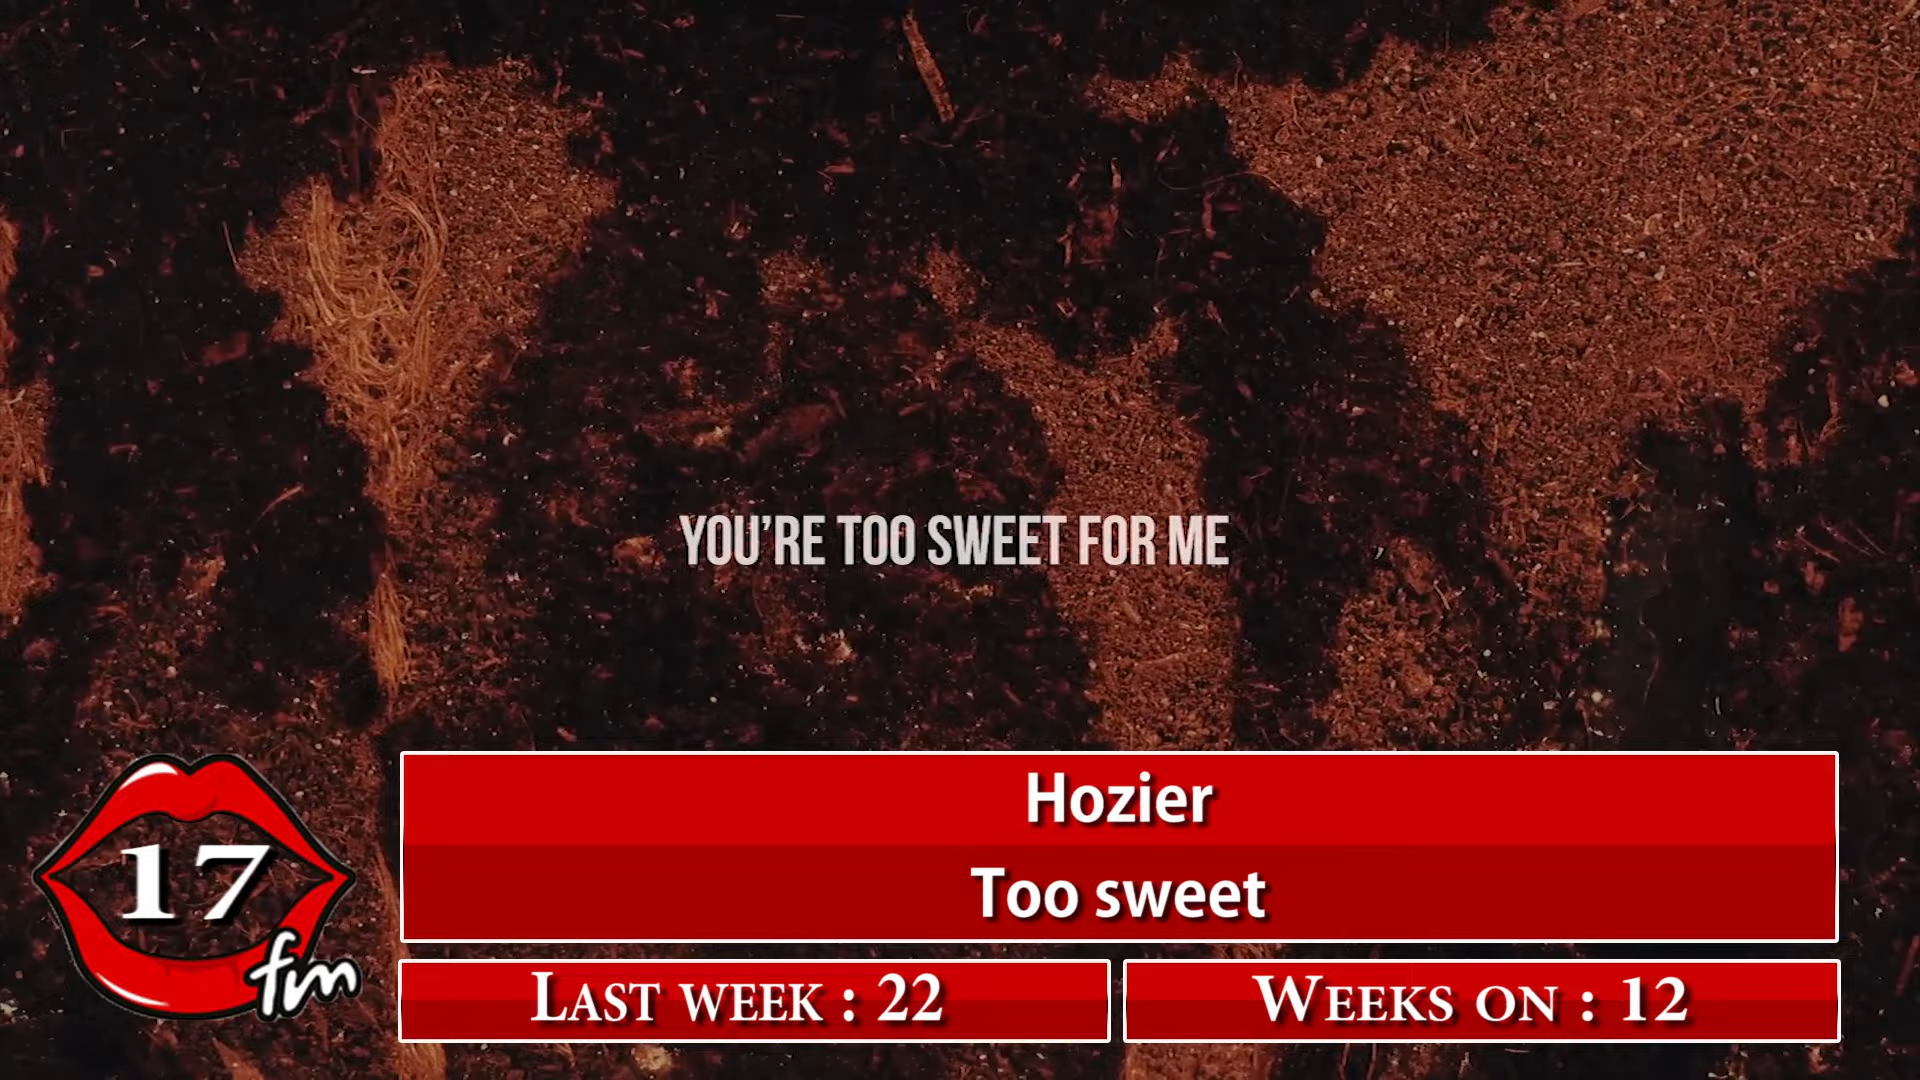 YOU'RE TOO SWEET FOR ME
Hozier
Too sweet
17
fm
LAST WEEK : 22
WEEKS ON : 12